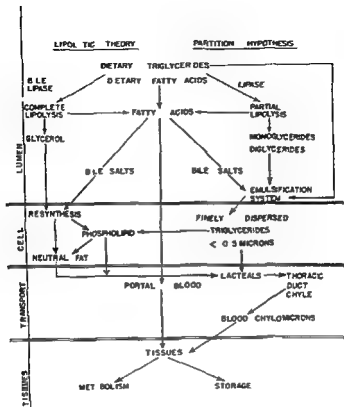 LIPOLYTIC THEORY
PARTITION HYPOTHESIS
DIETARY TRIGLYCERIDES
DIETARY FATTY ACIDS
BILE
LIPASE
LIPASE
COMPLETE
LIPOLYSIS
FATTY ACIDS
PARTIAL
LIPOLYSIS
GLYCEROL
MONOGLYCERIDES
DIGLYCERIDES
LUMEN
BILE SALTS
BILE SALTS
EMULSIFICATION
SYSTEM
RESYNTHESIS
FINELY DISPERSED
PHOSPHOLIPID
TRIGLYCERIDES
< 0.5 MICRONS
CELL
NEUTRAL FAT
LACTEALS
THORACIC
DUCT
CHYLE
PORTAL BLOOD
TRANSPORT
BLOOD CHYLOMICRONS
TISSUES
METABOLISM
STORAGE
TISSUES